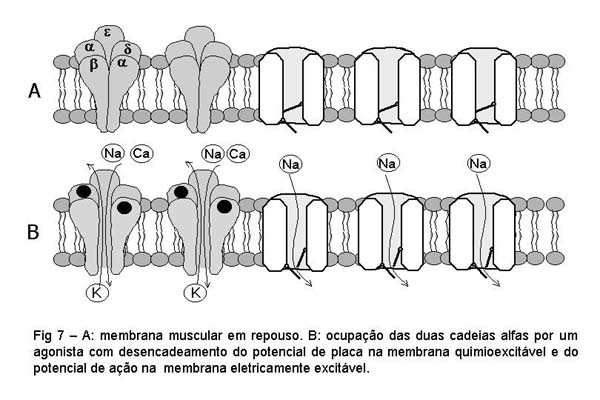 ε
α δ
β α
A
Na Ca Na Ca Na Na Na
B
K K
Fig 7 – A: membrana muscular em repouso. B: ocupação das duas cadeias alfas por um
agonista com desencadeamento do potencial de placa na membrana quimioexcitável e do
potencial de ação na membrana eletricamente excitável.